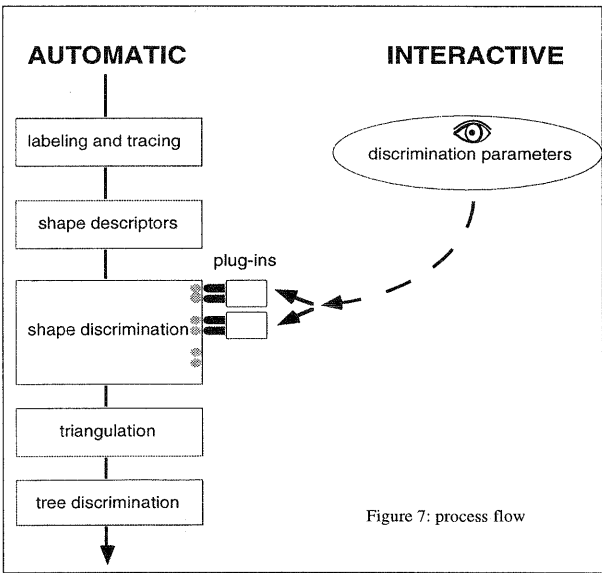 AUTOMATIC
INTERACTIVE
labeling and tracing
discrimination parameters
shape descriptors
plug-ins
shape discrimination
triangulation
tree discrimination
Figure 7: process flow